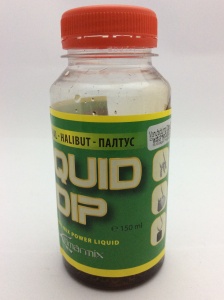 - HALIBUT - ПАЛТУС
QUID
DIP
150 ml
POWER LIQUID